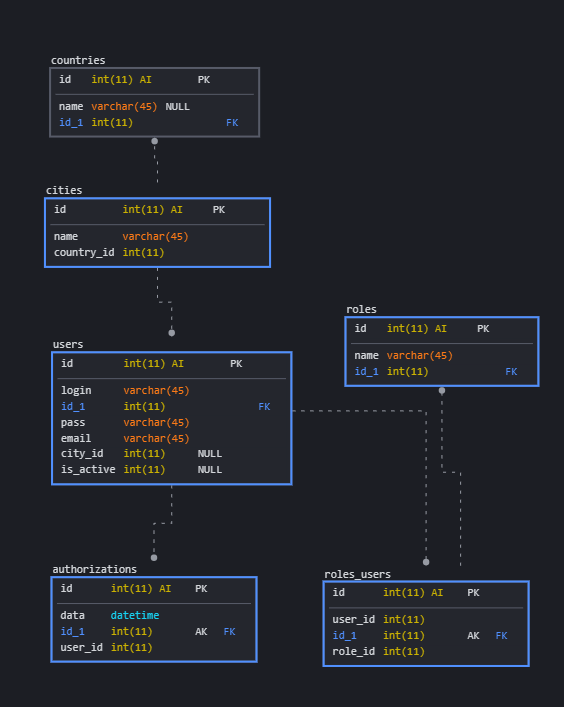 countries
id int(11) AI PK
name varchar(45) NULL
id_1 int(11) FK
cities
id int(11) AI PK
name varchar(45)
country_id int(11)
users
id int(11) AI PK
login varchar(45)
id_1 int(11) FK
pass varchar(45)
email varchar(45)
city_id int(11) NULL
is_active int(11) NULL
roles
id int(11) AI PK
name varchar(45)
id_1 int(11) FK
authorizations
id int(11) AI PK
data datetime
id_1 int(11) AK FK
user_id int(11)
roles_users
id int(11) AI PK
user_id int(11)
id_1 int(11) AK FK
role_id int(11)